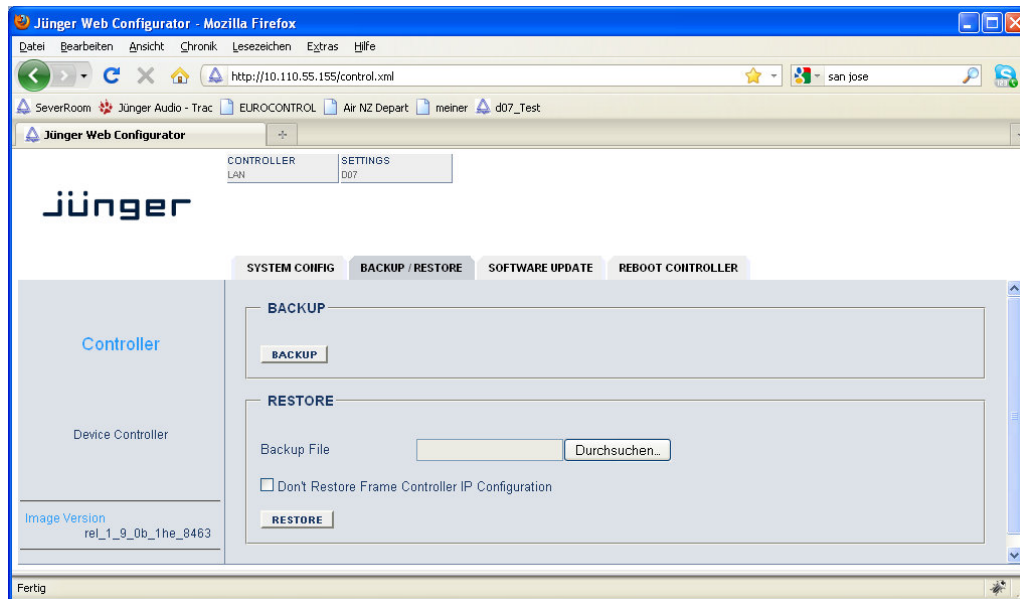 Jünger Web Configurator - Mozilla Firefox
Datei Bearbeiten Ansicht Chronik Lesezeichen Extras Hilfe
http://10.110.55.155/control.xml san jose
SeverRoom Jünger Audio - Trac EUROCONTROL Air NZ Depart meiner d07_Test
Jünger Web Configurator
CONTROLLER SETTINGS
LAN D07
jünger
SYSTEM CONFIG BACKUP / RESTORE SOFTWARE UPDATE REBOOT CONTROLLER
BACKUP
Controller
BACKUP
RESTORE
Device Controller
Backup File Durchsuchen...
Don't Restore Frame Controller IP Configuration
RESTORE
Image Version
rel_1_9_0b_1he_8463
Fertig